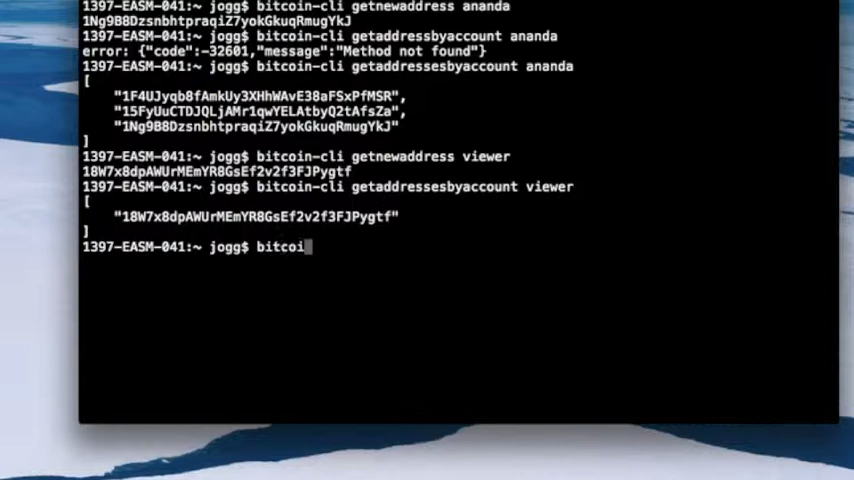 1397-EASM-041:~ jogg$ bitcoin-cli getnewaddress ananda
1Ng9B8DzsnbhtpraqiZ7yokGkuqRmugYkJ
1397-EASM-041:~ jogg$ bitcoin-cli getaddressbyaccount ananda
error: {"code":-32601,"message":"Method not found"}
1397-EASM-041:~ jogg$ bitcoin-cli getaddressesbyaccount ananda
[
    "1F4UJyqb8fAmkUy3XHhWAvE38aFSxPfMSR",
    "15FyUuCTDJQLjAMr1qwYELAtbyQ2tAfsZa",
    "1Ng9B8DzsnbhtpraqiZ7yokGkuqRmugYkJ"
]
1397-EASM-041:~ jogg$ bitcoin-cli getnewaddress viewer
18W7x8dpAWUrMEmYR8GsEf2v2f3FJPygtf
1397-EASM-041:~ jogg$ bitcoin-cli getaddressesbyaccount viewer
[
    "18W7x8dpAWUrMEmYR8GsEf2v2f3FJPygtf"
]
1397-EASM-041:~ jogg$ bitcoi